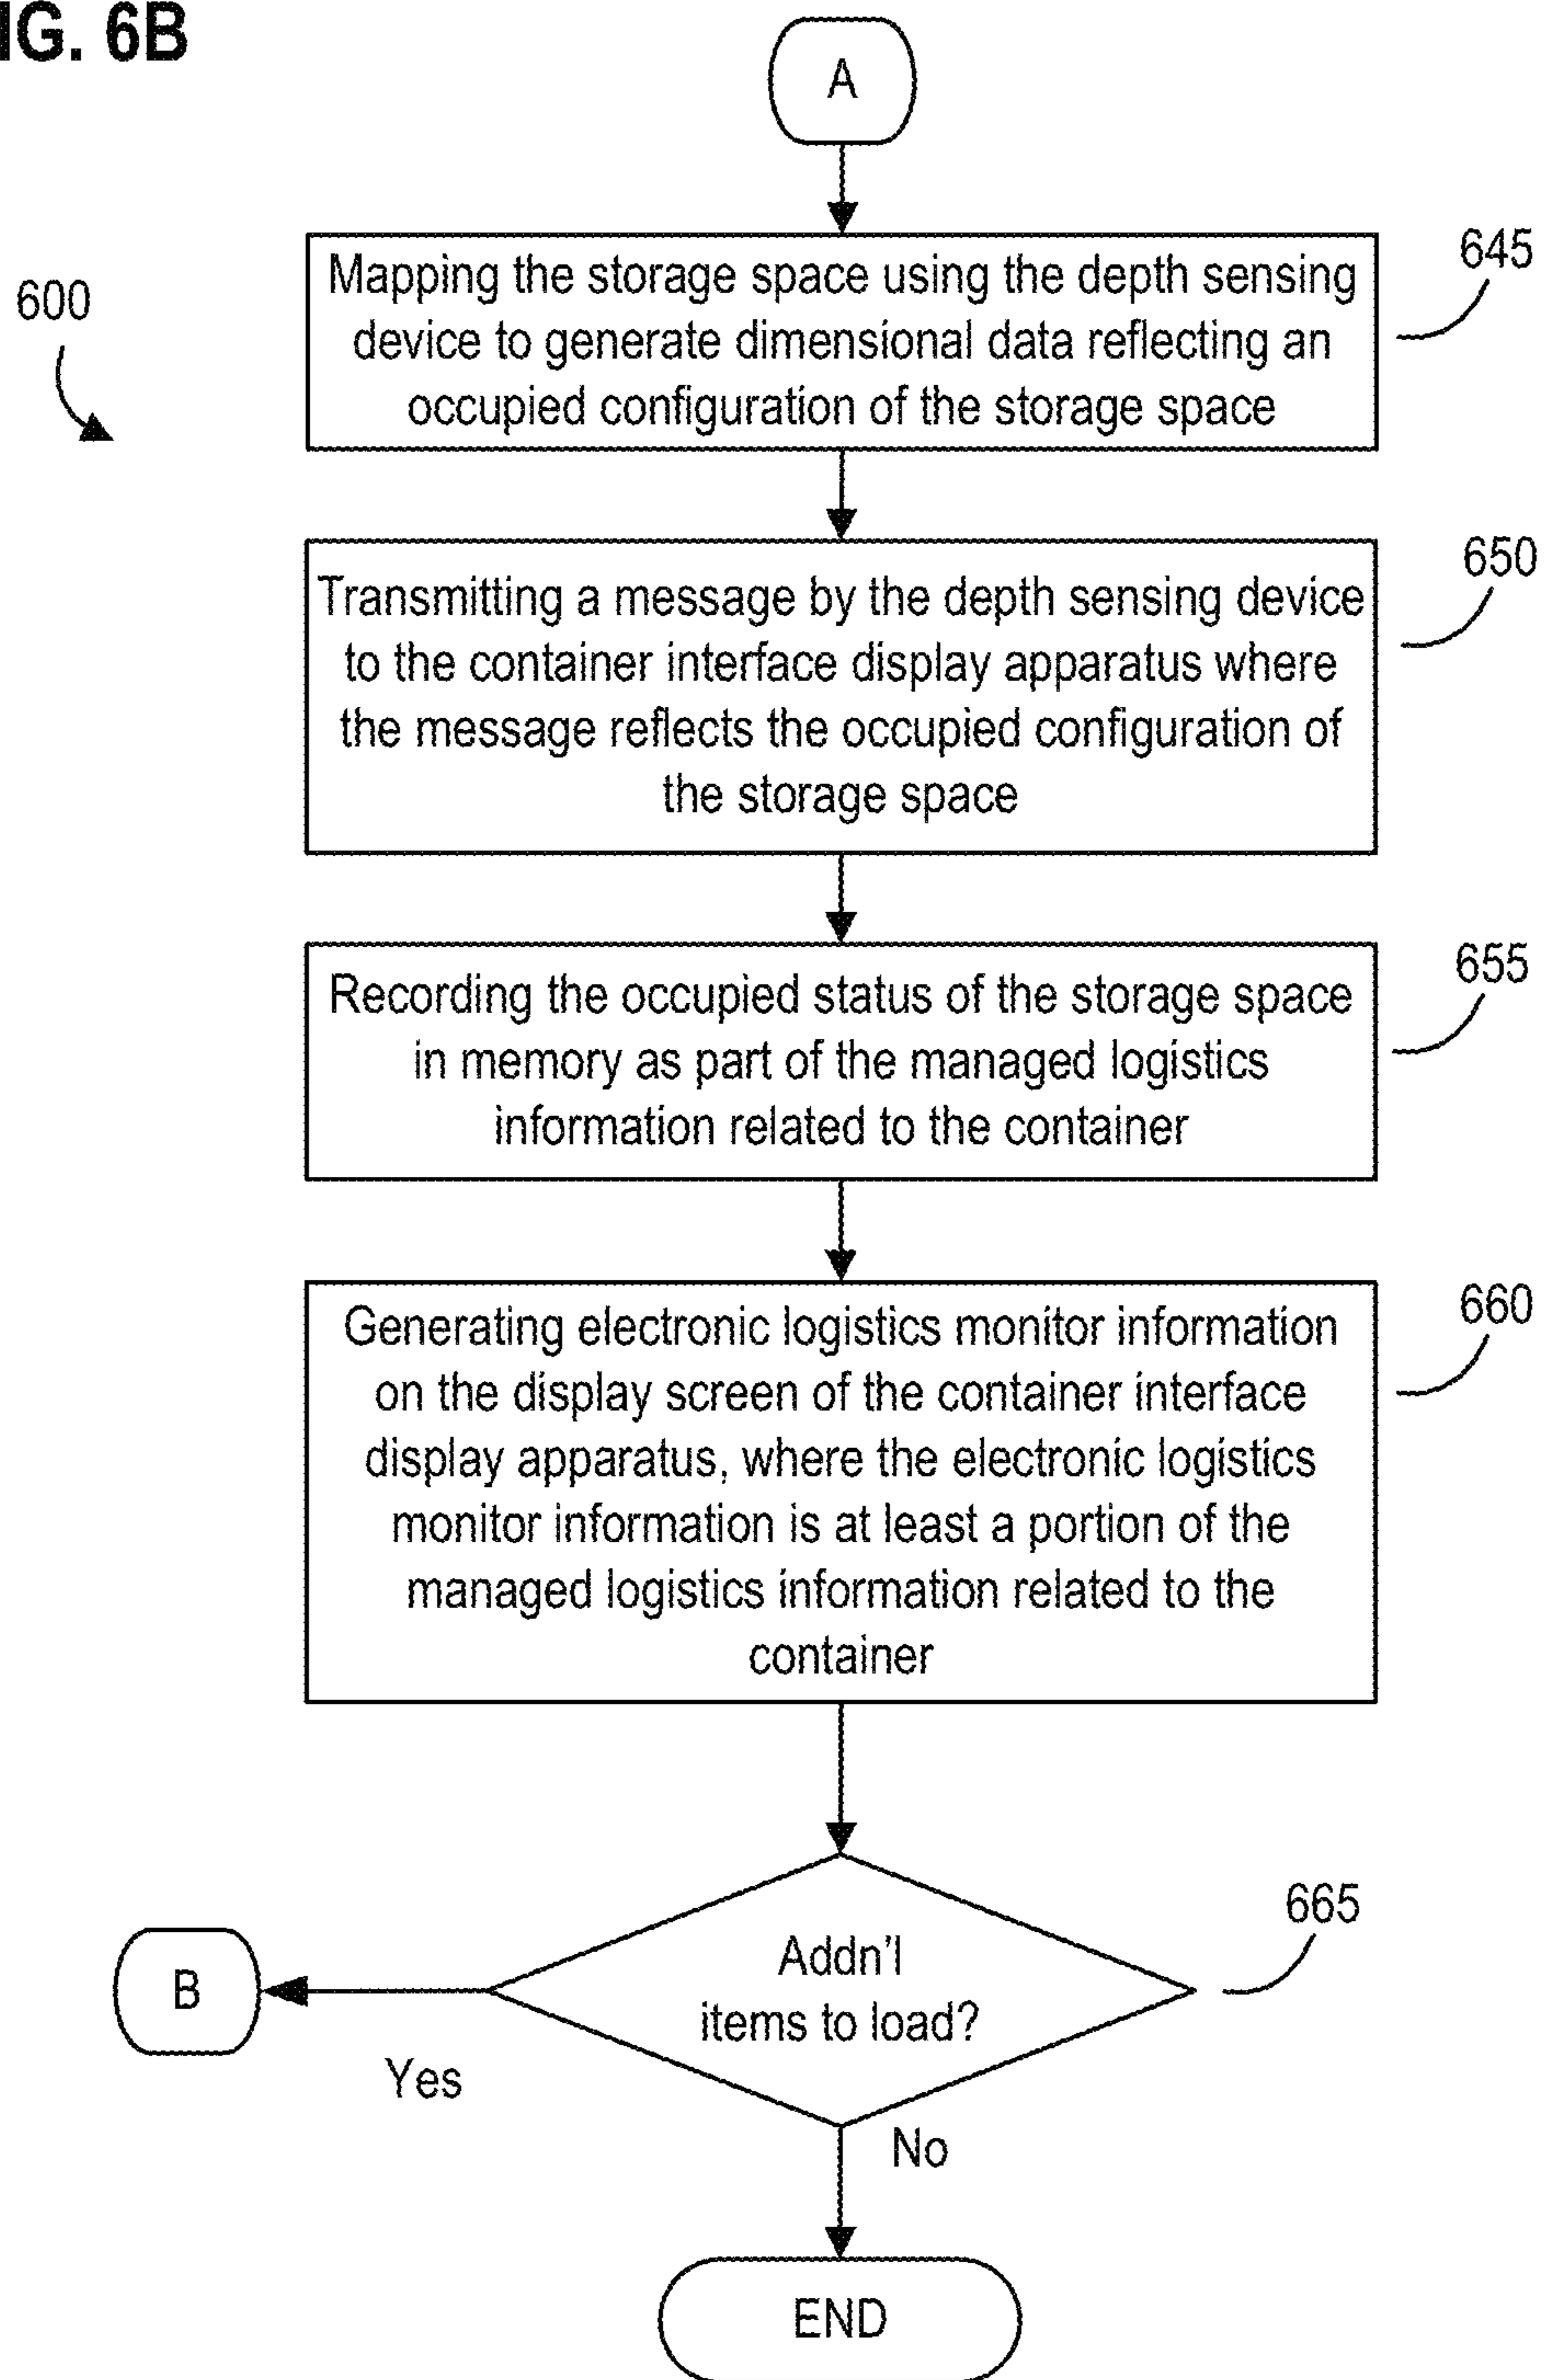 IG. 6B
A
600
645
Mapping the storage space using the depth sensing
device to generate dimensional data reflecting an
occupied configuration of the storage space
650
Transmitting a message by the depth sensing device
to the container interface display apparatus where
the message reflects the occupied configuration of
the storage space
655
Recording the occupied status of the storage space
in memory as part of the managed logistics
information related to the container
660
Generating electronic logistics monitor information
on the display screen of the container interface
display apparatus, where the electronic logistics
monitor information is at least a portion of the
managed logistics information related to the
container
665
Addn'l
items to load?
B
Yes
No
END